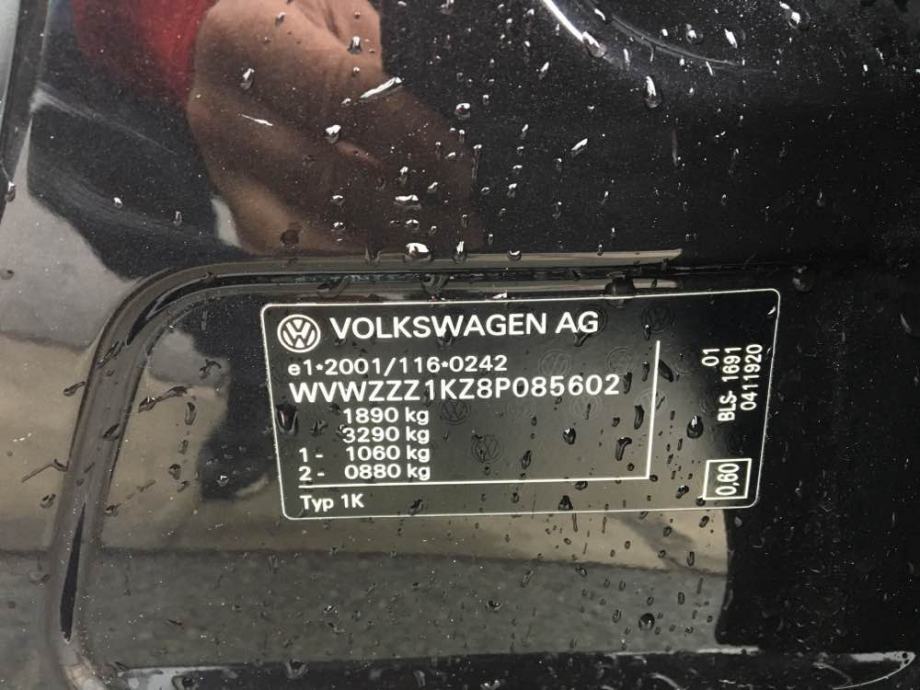 VOLKSWAGEN AG
e1*2001/116*0242
WVWZZZ1KZ8P085602
1890 kg
3290 kg
1 - 1060 kg
2 - 0880 kg
Typ 1K
01
BLS- 1691
0411920
0,60